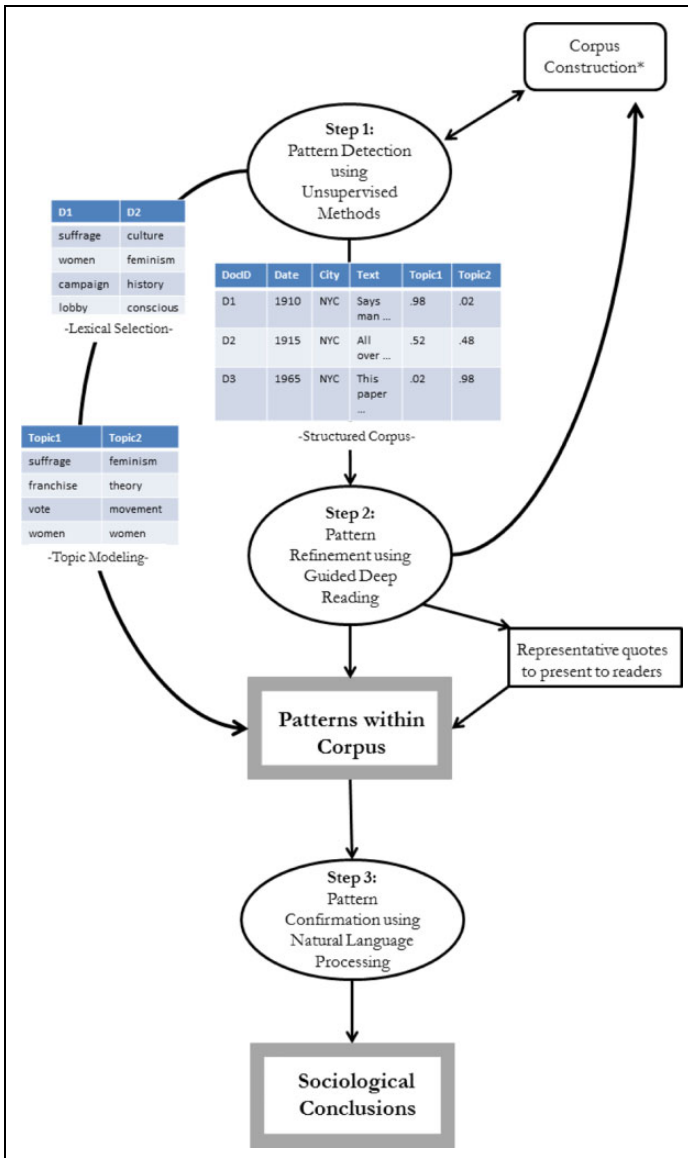 Corpus
Construction*
Step 1:
Pattern Detection
using
Unsupervised
Methods
D1 D2
suffrage culture
women feminism
campaign history
lobby conscious
-Lexical Selection-
DocID Date City Text Topic1 Topic2
D1 1910 NYC Says .98 .02
man ...
D2 1915 NYC All .52 .48
over ...
D3 1965 NYC This .02 .98
paper
...
-Structured Corpus-
Topic1 Topic2
suffrage feminism
franchise theory
vote movement
women women
-Topic Modeling-
Step 2:
Pattern
Refinement using
Guided Deep
Reading
Representative quotes
to present to readers
Patterns within
Corpus
Step 3:
Pattern
Confirmation using
Natural Language
Processing
Sociological
Conclusions